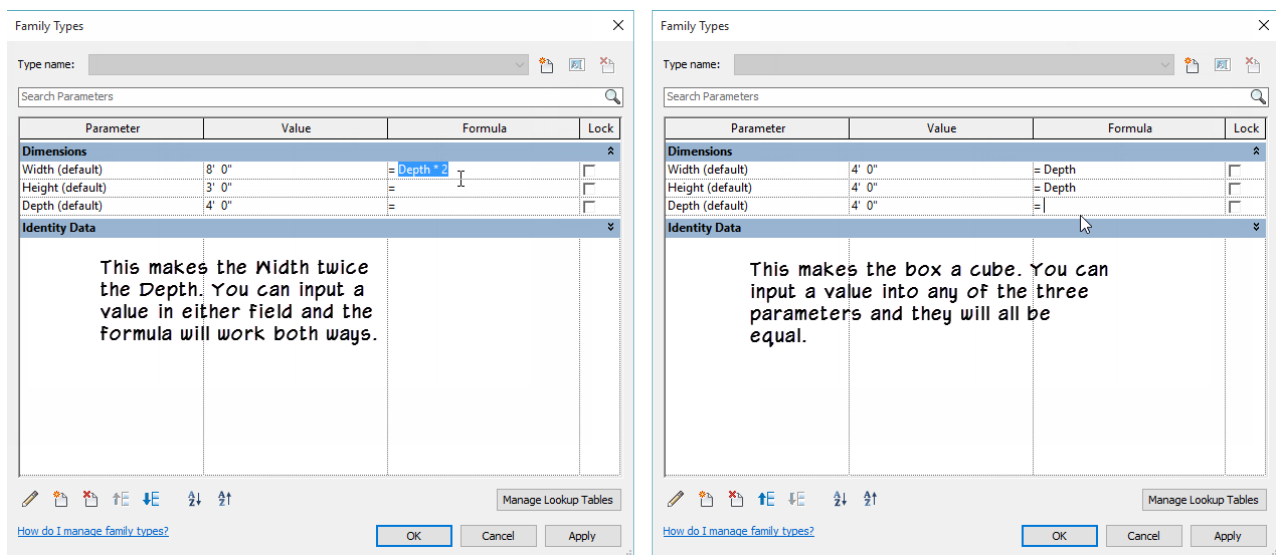 Family Types
Type name:
Search Parameters
Parameter Value Formula Lock
Dimensions
Width (default) 8' 0" = Depth * 2
Height (default) 3' 0" =
Depth (default) 4' 0" =
Identity Data
This makes the Width twice
the Depth. You can input a
value in either field and the
formula will work both ways.
Manage Lookup Tables
How do I manage family types?
OK Cancel Apply
Family Types
Type name:
Search Parameters
Parameter Value Formula Lock
Dimensions
Width (default) 4' 0" = Depth
Height (default) 4' 0" = Depth
Depth (default) 4' 0" =
Identity Data
This makes the box a cube. You can
input a value into any of the three
parameters and they will all be
equal.
Manage Lookup Tables
How do I manage family types?
OK Cancel Apply